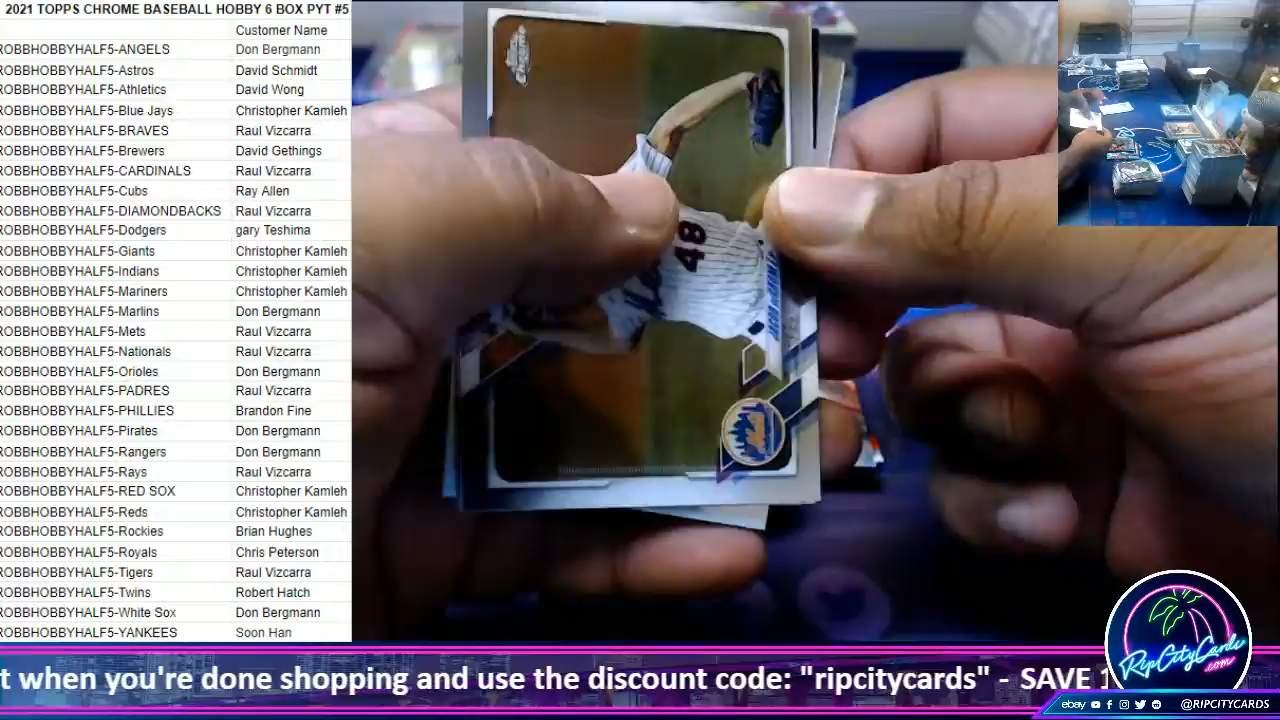 2021 TOPPS CHROME BASEBALL HOBBY 6 BOX PYT #5
Customer Name
ROBBHOBBYHALF5-ANGELS Don Bergmann
ROBBHOBBYHALF5-Astros David Schmidt
ROBBHOBBYHALF5-Athletics David Wong
ROBBHOBBYHALF5-Blue Jays Christopher Kamleh
ROBBHOBBYHALF5-BRAVES Raul Vizcarra
ROBBHOBBYHALF5-Brewers David Gethings
ROBBHOBBYHALF5-CARDINALS Raul Vizcarra
ROBBHOBBYHALF5-Cubs Ray Allen
ROBBHOBBYHALF5-DIAMONDBACKS Raul Vizcarra
ROBBHOBBYHALF5-Dodgers gary Teshima
ROBBHOBBYHALF5-Giants Christopher Kamleh
ROBBHOBBYHALF5-Indians Christopher Kamleh
ROBBHOBBYHALF5-Mariners Christopher Kamleh
ROBBHOBBYHALF5-Marlins Don Bergmann
ROBBHOBBYHALF5-Mets Raul Vizcarra
ROBBHOBBYHALF5-Nationals Raul Vizcarra
ROBBHOBBYHALF5-Orioles Don Bergmann
ROBBHOBBYHALF5-PADRES Raul Vizcarra
ROBBHOBBYHALF5-PHILLIES Brandon Fine
ROBBHOBBYHALF5-Pirates Don Bergmann
ROBBHOBBYHALF5-Rangers Don Bergmann
ROBBHOBBYHALF5-Rays Raul Vizcarra
ROBBHOBBYHALF5-RED SOX Christopher Kamleh
ROBBHOBBYHALF5-Reds Christopher Kamleh
ROBBHOBBYHALF5-Rockies Brian Hughes
ROBBHOBBYHALF5-Royals Chris Peterson
ROBBHOBBYHALF5-Tigers Raul Vizcarra
ROBBHOBBYHALF5-Twins Robert Hatch
ROBBHOBBYHALF5-White Sox Don Bergmann
ROBBHOBBYHALF5-YANKEES Soon Han
48
t when you're done shopping and use the discount code: "ripcitycards" - SAVE 1
RipCityCards
.com
ebay @RIPCITYCARDS